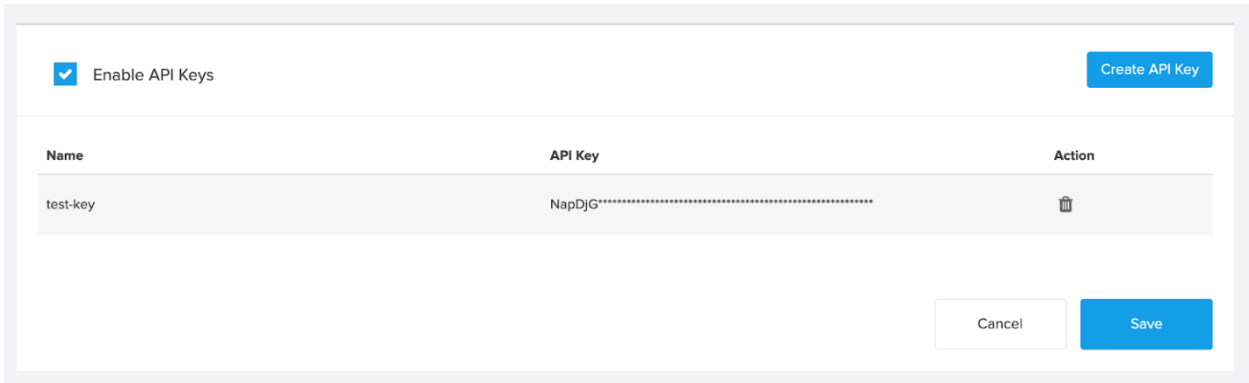 Enable API Keys
Create API Key
Name API Key Action
test-key NapDjG**********************************************************
Cancel Save